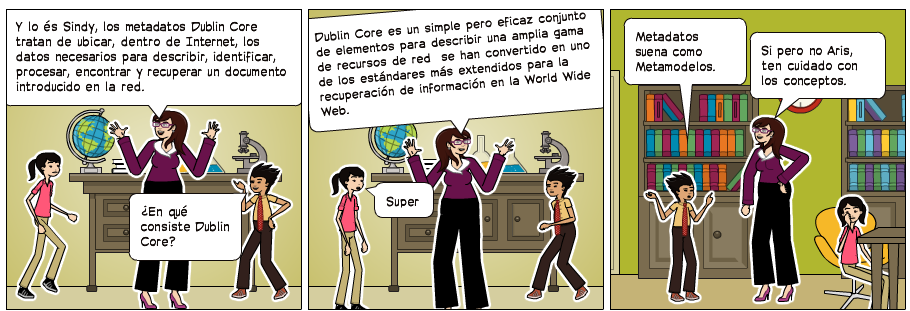 Y lo és Sindy, los metadatos Dublin Core
tratan de ubicar, dentro de Internet, los
datos necesarios para describir, identificar,
procesar, encontrar y recuperar un documento
introducido en la red.
¿En qué
consiste Dublin
Core?
Dublin Core es un simple pero eficaz conjunto
de elementos para describir una amplia gama
de recursos de red se han convertido en uno
de los estándares más extendidos para la
recuperación de información en la World Wide
Web.
Super
Metadatos
suena como
Metamodelos.
Si pero no Aris,
ten cuidado con
los conceptos.